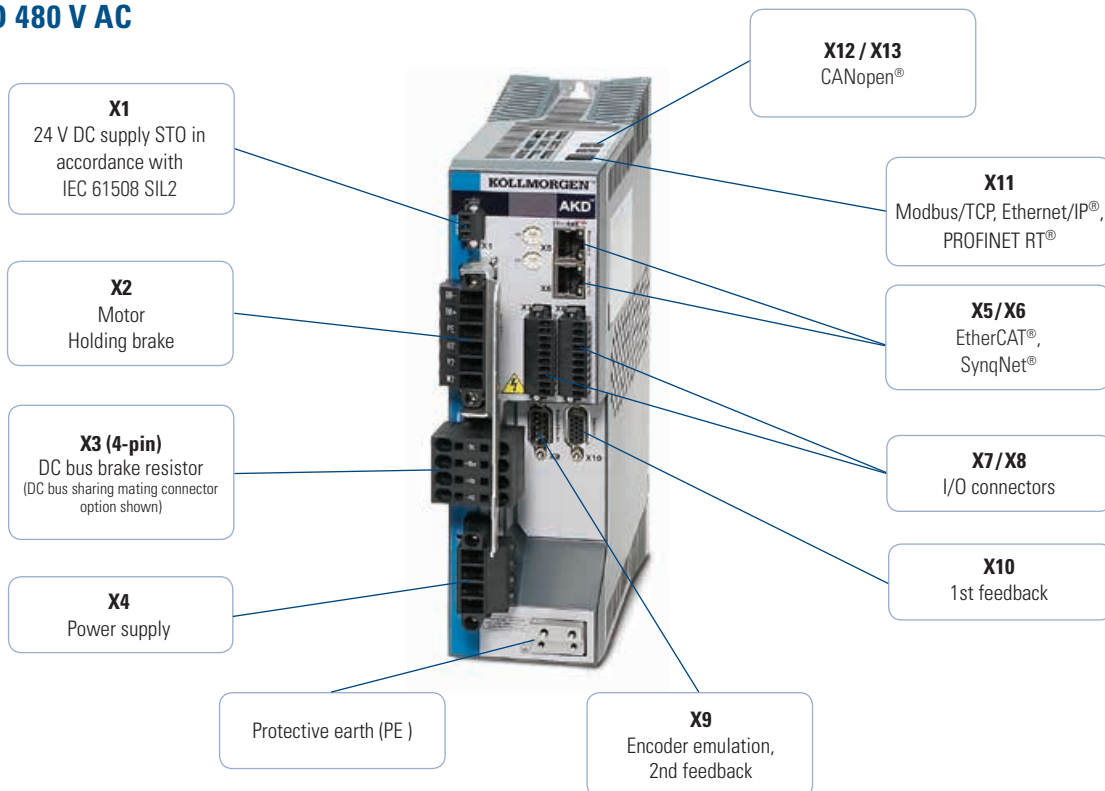 480 V AC
X12 / X13
CANopen®
X1
24 V DC supply STO in
accordance with
IEC 61508 SIL2
X11
Modbus/TCP, Ethernet/IP®,
PROFINET RT®
X2
Motor
Holding brake
X5/X6
EtherCAT®,
SynqNet®
X3 (4-pin)
DC bus brake resistor
(DC bus sharing mating connector
option shown)
X7/X8
I/O connectors
X4
Power supply
X10
1st feedback
Protective earth (PE )
X9
Encoder emulation,
2nd feedback
KOLLMORGEN
AKD
X1
X5
X6
X9
X10